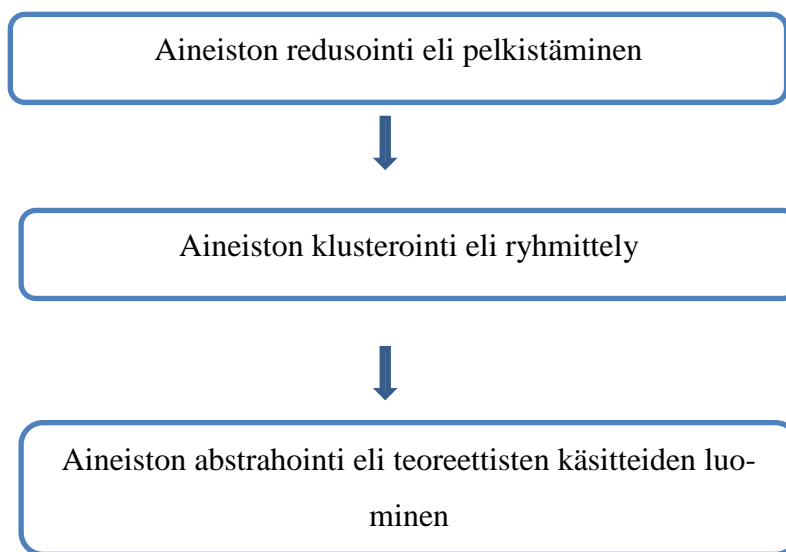 Aineiston redusointi eli pelkistäminen
Aineiston klusterointi eli ryhmittely
Aineiston abstrahointi eli teoreettisten käsitteiden luo-
minen